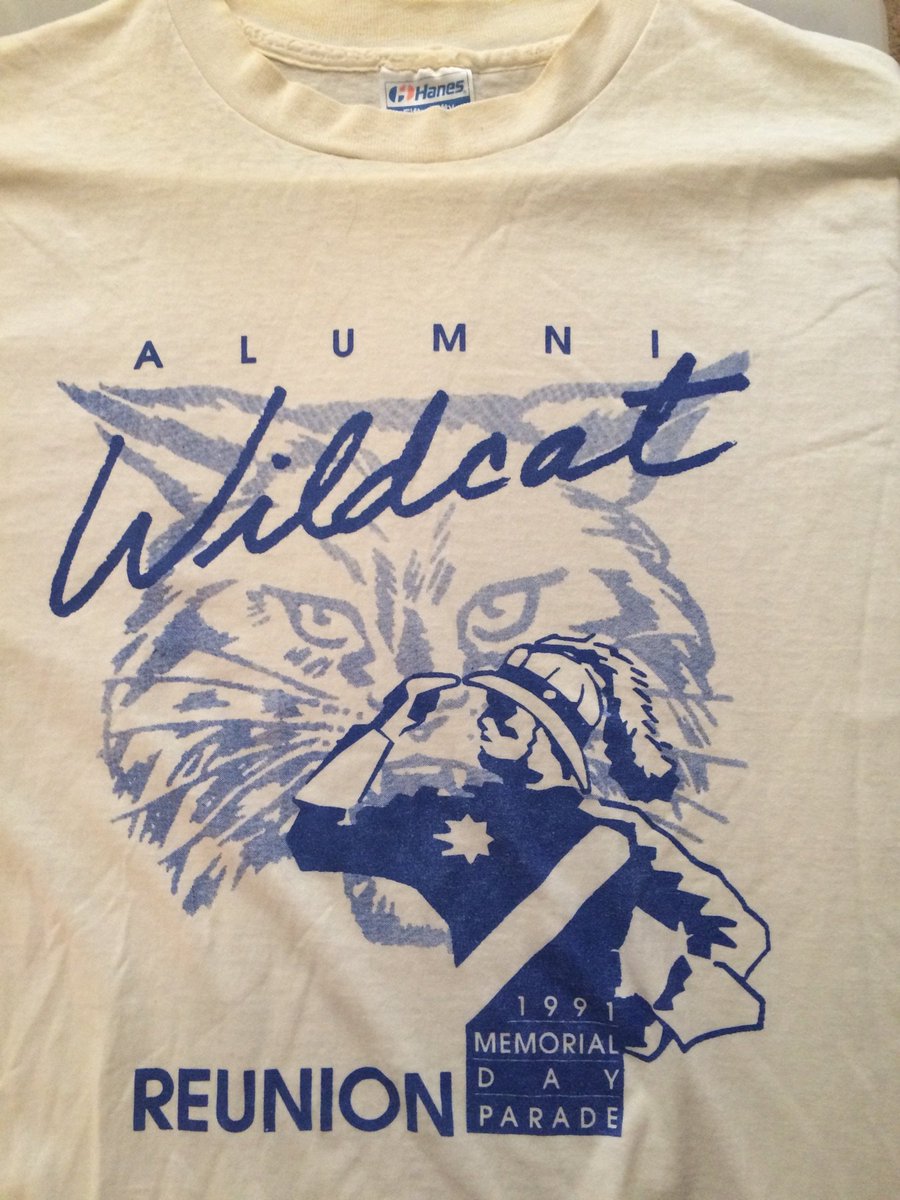 Hanes
ALUMNI
Wildcat
1991
MEMORIAL
DAY
REUNION
PARADE